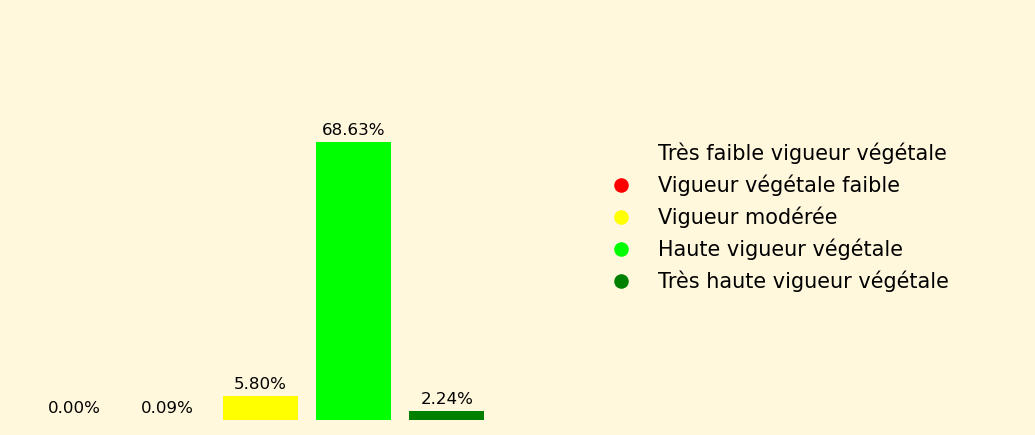 68.63%
5.80%
2.24%
0.00%
0.09%
Très faible vigueur végétale
Vigueur végétale faible
Vigueur modérée
Haute vigueur végétale
Très haute vigueur végétale